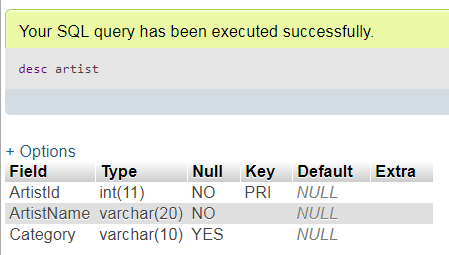 Your SQL query has been executed successfully.
desc artist
+ Options
Field Type Null Key Default Extra
ArtistId int(11) NO PRI NULL
ArtistName varchar(20) NO NULL
Category varchar(10) YES NULL